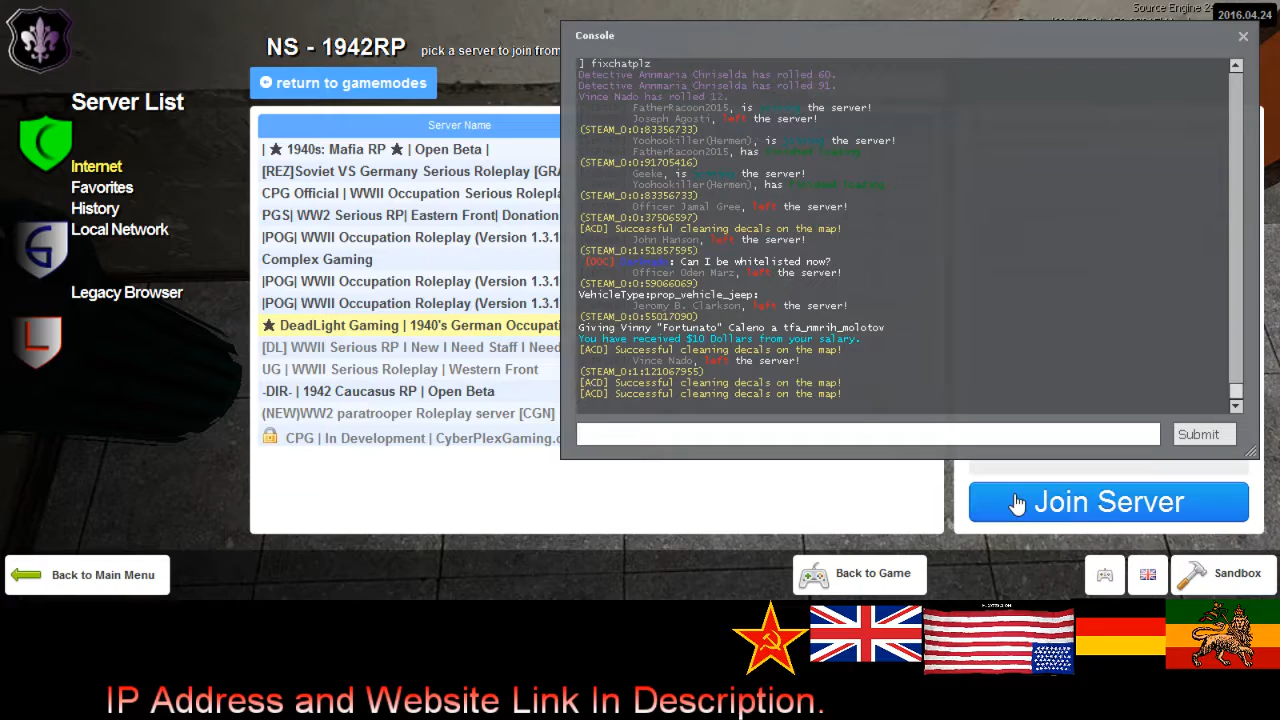 Source Engine 24
2016.04.24
NS - 1942RP
pick a server to join from
return to gamemodes
Server List
Internet
Favorites
History
Local Network
Legacy Browser
Server Name
| ★ 1940s: Mafia RP ★ | Open Beta |
[REZ]Soviet VS Germany Serious Roleplay [GRA
CPG Official | WWII Occupation Serious Rolepla
PGS| WW2 Serious RP| Eastern Front| Donation
|POG| WWII Occupation Roleplay (Version 1.3.1
Complex Gaming
|POG| WWII Occupation Roleplay (Version 1.3.1
|POG| WWII Occupation Roleplay (Version 1.3.1
★ DeadLight Gaming | 1940's German Occupati
[DL] WWII Serious RP I New I Need Staff I Need
UG | WWII Serious Roleplay | Western Front
-DIR- | 1942 Caucasus RP | Open Beta
(NEW)WW2 paratrooper Roleplay server [CGN]
CPG | In Development | CyberPlexGaming.c
Console
] fixchatplz
Detective Annmaria Chriselda has rolled 60.
Detective Annmaria Chriselda has rolled 91.
Vince Nado has rolled 12.
FatherRacoon2015, is joining the server!
Joseph Agosti, left the server!
(STEAM_0:0:83356733)
Yoohookiller(Hermen), is joining the server!
FatherRacoon2015, has finished loading
(STEAM_0:0:91705416)
Geeke, is joining the server!
Yoohookiller(Hermen), has finished loading
(STEAM_0:0:83356733)
Officer Jamal Gree, left the server!
(STEAM_0:0:37506597)
[ACD] Successful cleaning decals on the map!
John Hanson, left the server!
(STEAM_0:1:51857595)
[OOC] : Can I be whitelisted now?
Officer Oden Marz, left the server!
(STEAM_0:0:59066069)
VehicleType:prop_vehicle_jeep:
Jeromy B. Clarkson, left the server!
(STEAM_0:0:55017090)
Giving Vinny "Fortunato" Caleno a tfa_nmrih_molotov
You have received $10 Dollars from your salary.
[ACD] Successful cleaning decals on the map!
Vince Nado, left the server!
(STEAM_0:1:121067955)
[ACD] Successful cleaning decals on the map!
[ACD] Successful cleaning decals on the map!
Submit
Join Server
Back to Main Menu
Back to Game
Sandbox
IP Address and Website Link In Description.